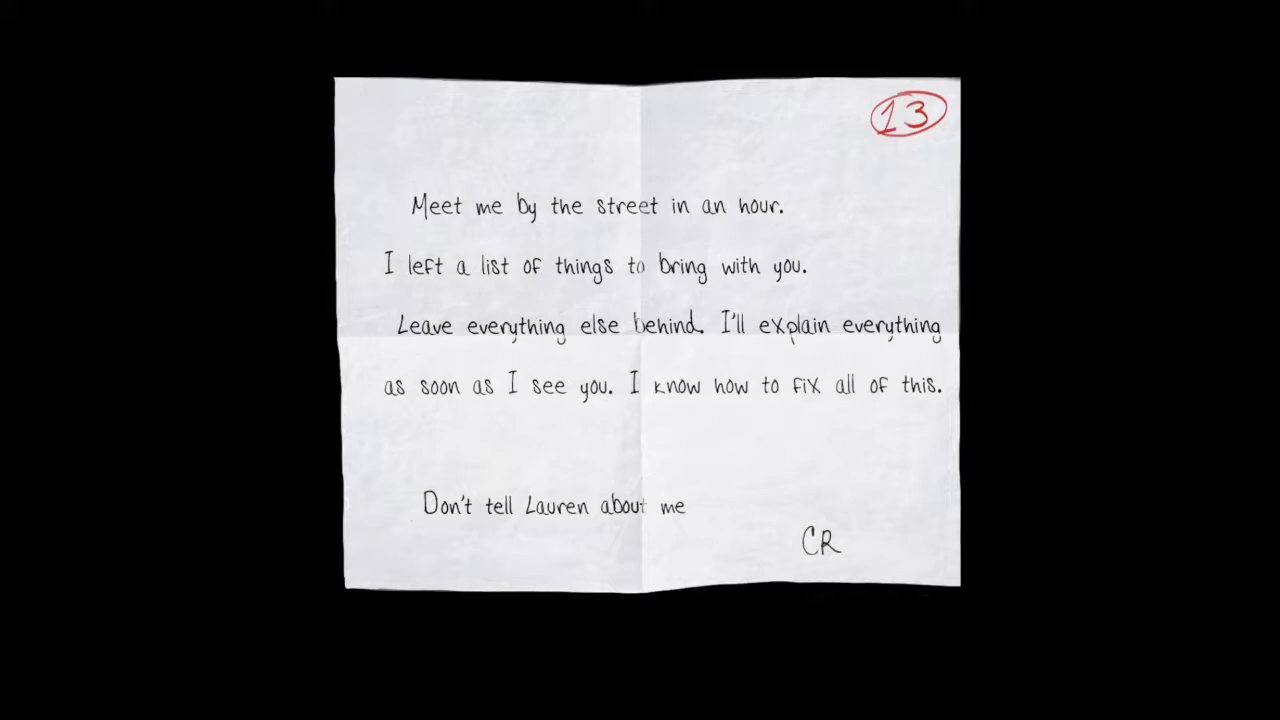 13
Meet me by the street in an hour.
I left a list of things to bring with you.
Leave everything else behind. I'll explain everything
as soon as I see you. I know how to fix all of this.
Don't tell Lauren about me
CR